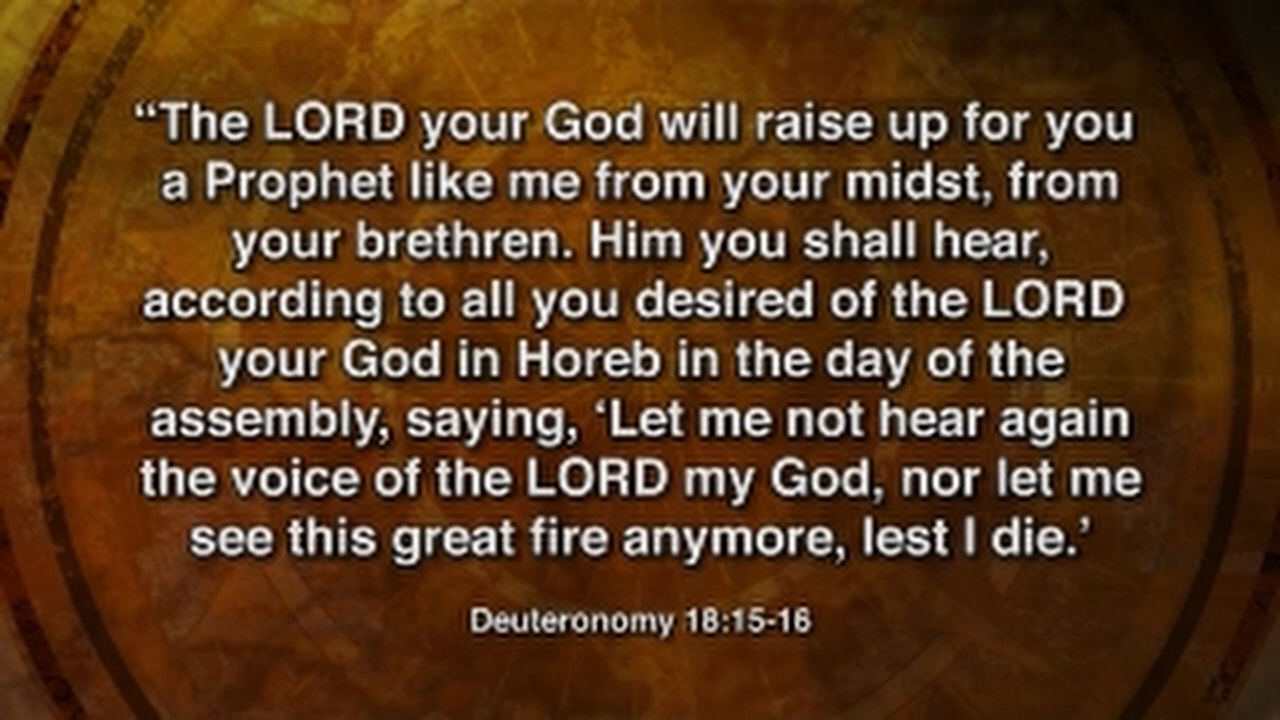 “The LORD your God will raise up for you
a Prophet like me from your midst, from
your brethren. Him you shall hear,
according to all you desired of the LORD
your God in Horeb in the day of the
assembly, saying, ‘Let me not hear again
the voice of the LORD my God, nor let me
see this great fire anymore, lest I die.’
Deuteronomy 18:15-16